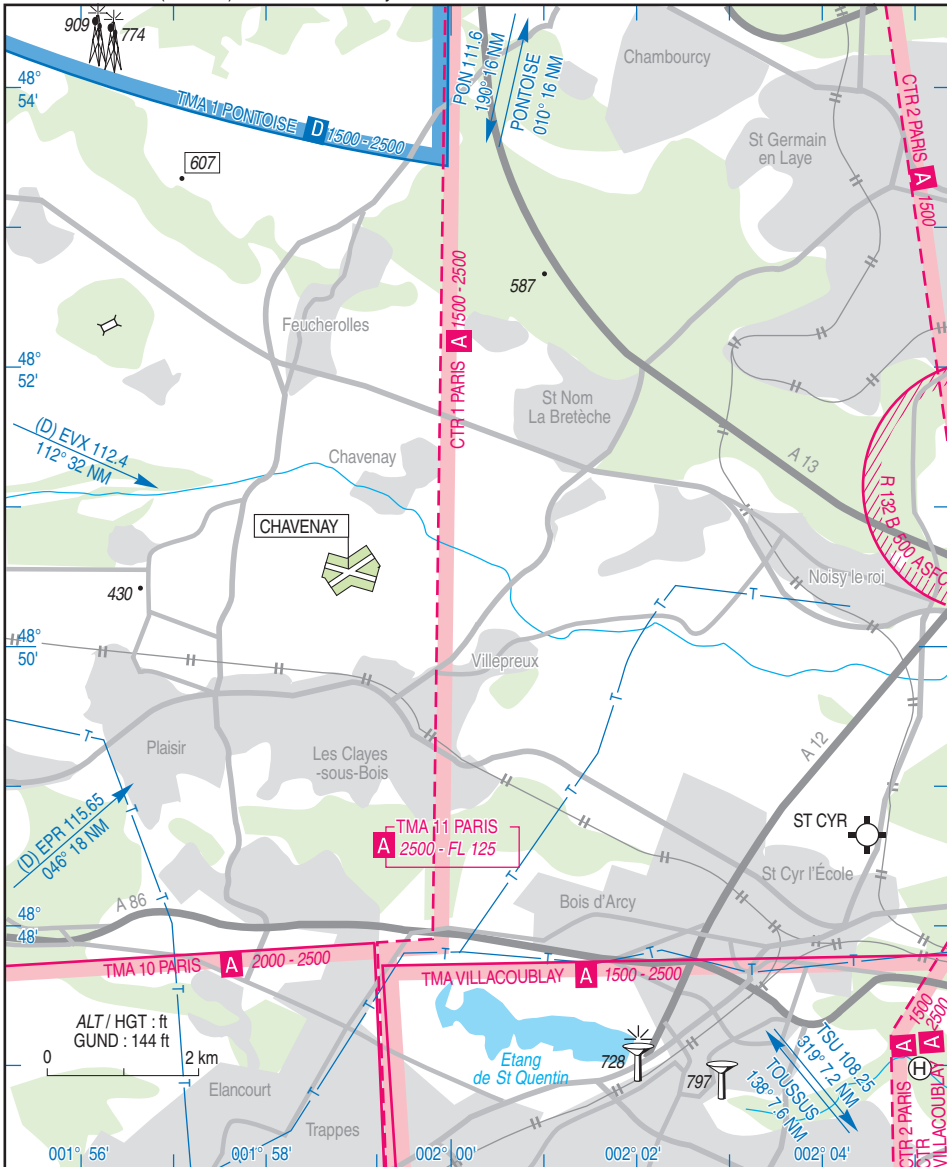 909
774
48°
54'
TMA 1 PONTOISE D 1500 - 2500
607
PON 111.6
190° 16 NM
PONTOISE
010° 16 NM
Chambourcy
St Germain
en Laye
CTR 2 PARIS A 1500
587
Feucherolles
CTR 1 PARIS A 1500 - 2500
48°
52'
St Nom
La Bretèche
(D) EVX 112.4
112° 32 NM
Chavenay
A 13
R 132 B 500 ASFC
CHAVENAY
430
Noisy le roi
48°
50'
Villepreux
Plaisir
Les Clayes
-sous-Bois
A 12
(D) EPR 115.65
046° 18 NM
TMA 11 PARIS
A 2500 - FL 125
ST CYR
St Cyr l'École
A 86
Bois d'Arcy
48°
48'
TMA 10 PARIS A 2000 - 2500
TMA VILLACOUBLAY A 1500 - 2500
ALT / HGT : ft
GUND : 144 ft
0 2 km
Etang
de St Quentin
728
797
TSU 108.25
319° 7.2 NM
TOUSSUS
138° 7.6 NM
CTR 2 PARIS A 1500
CTR
VILLACOUBLAY A 2500
H
Elancourt
Trappes
001° 56'
001° 58'
002° 00'
002° 02'
002° 04'